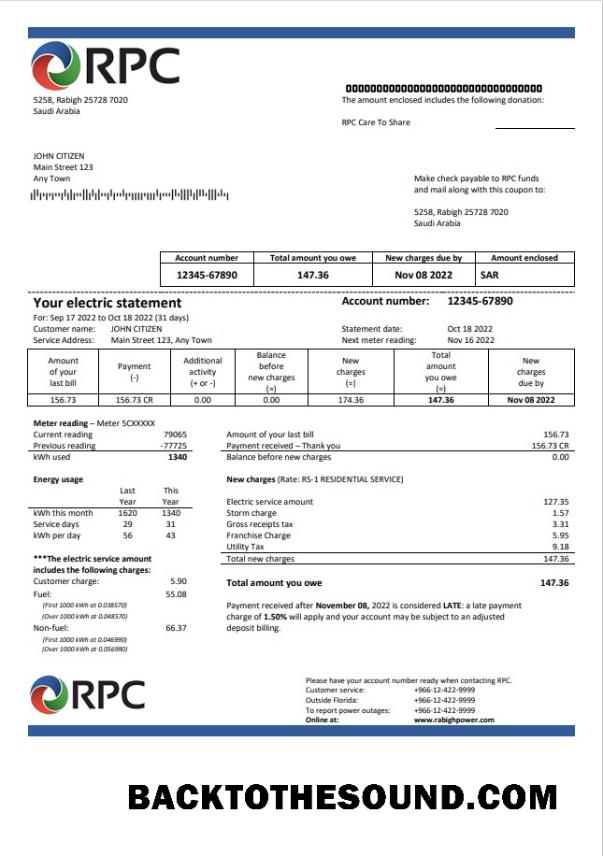 RPC
5258, Rabigh 25728 7020
Saudi Arabia
The amount enclosed includes the following donation:
RPC Care To Share
JOHN CITIZEN
Main Street 123
Any Town
Make check payable to RPC funds
and mail along with this coupon to:
5258, Rabigh 25728 7020
Saudi Arabia
Account number Total amount you owe New charges due by Amount enclosed
12345-67890 147.36 Nov 08 2022 SAR
Your electric statement Account number: 12345-67890
For: Sep 17 2022 to Oct 18 2022 (31 days)
Customer name: JOHN CITIZEN Statement date: Oct 18 2022
Service Address: Main Street 123, Any Town Next meter reading: Nov 16 2022
Amount of your last bill Payment (-) Additional activity (+ or -) Balance before new charges (=) New charges (=) Total amount you owe (=) New charges due by
156.73 156.73 CR 0.00 0.00 174.36 147.36 Nov 08 2022
Meter reading – Meter 5CXXXXX
Current reading 79065
Previous reading -77725
kWh used 1340
Amount of your last bill 156.73
Payment received – Thank you 156.73 CR
Balance before new charges 0.00
Energy usage
Last Year This Year
kWh this month 1620 1340
Service days 29 31
kWh per day 56 43
***The electric service amount
includes the following charges:
Customer charge: 5.90
Fuel: 55.08
(First 1000 kWh at 0.038570)
(Over 1000 kWh at 0.048570)
Non-fuel: 66.37
(First 1000 kWh at 0.046990)
(Over 1000 kWh at 0.056990)
New charges (Rate: RS-1 RESIDENTIAL SERVICE)
Electric service amount 127.35
Storm charge 1.57
Gross receipts tax 3.31
Franchise Charge 5.95
Utility Tax 9.18
Total new charges 147.36
Total amount you owe 147.36
Payment received after November 08, 2022 is considered LATE: a late payment
charge of 1.50% will apply and your account may be subject to an adjusted
deposit billing.
RPC
Please have your account number ready when contacting RPC.
Customer service: +966-12-422-9999
Outside Florida: +966-12-422-9999
To report power outages: +966-12-422-9999
Online at: www.rabighpower.com
BACKTOTHESOUND.COM